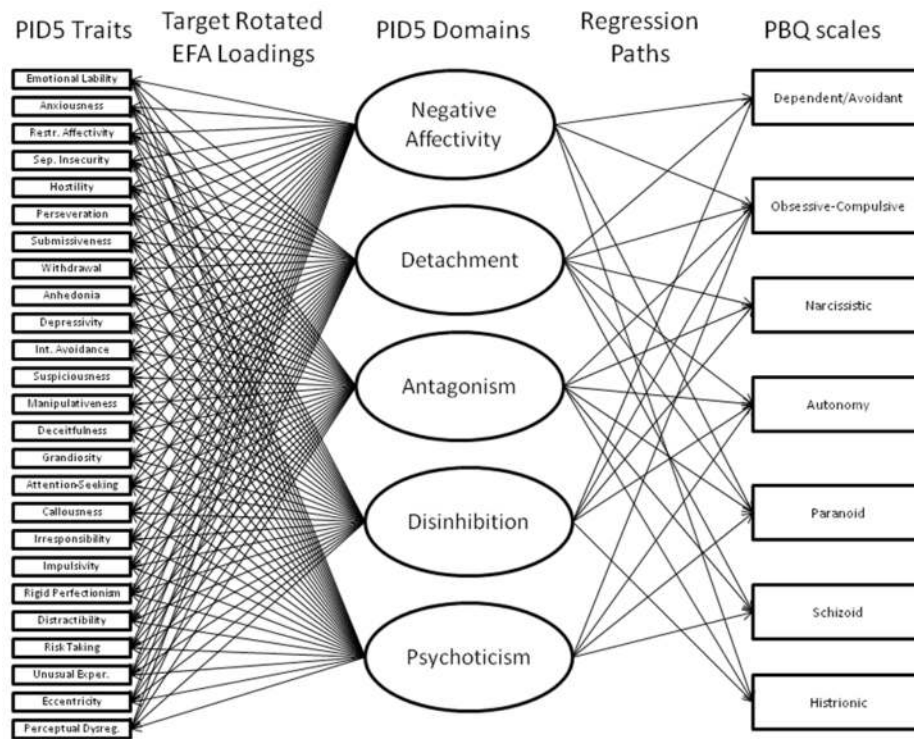 PID5 Traits
Target Rotated
EFA Loadings
PID5 Domains
Regression
Paths
PBQ scales
Emotional Lability
Anxiousness
Restr. Affectivity
Sep. Insecurity
Hostility
Perseveration
Submissiveness
Withdrawal
Anhedonia
Depressivity
Int. Avoidance
Suspiciousness
Manipulativeness
Deceitfulness
Grandiosity
Attention-Seeking
Callousness
Irresponsibility
Impulsivity
Rigid Perfectionism
Distractibility
Risk Taking
Unusual Exper.
Eccentricity
Perceptual Dysreg.
Negative
Affectivity
Detachment
Antagonism
Disinhibition
Psychoticism
Dependent/Avoidant
Obsessive-Compulsive
Narcissistic
Autonomy
Paranoid
Schizoid
Histrionic